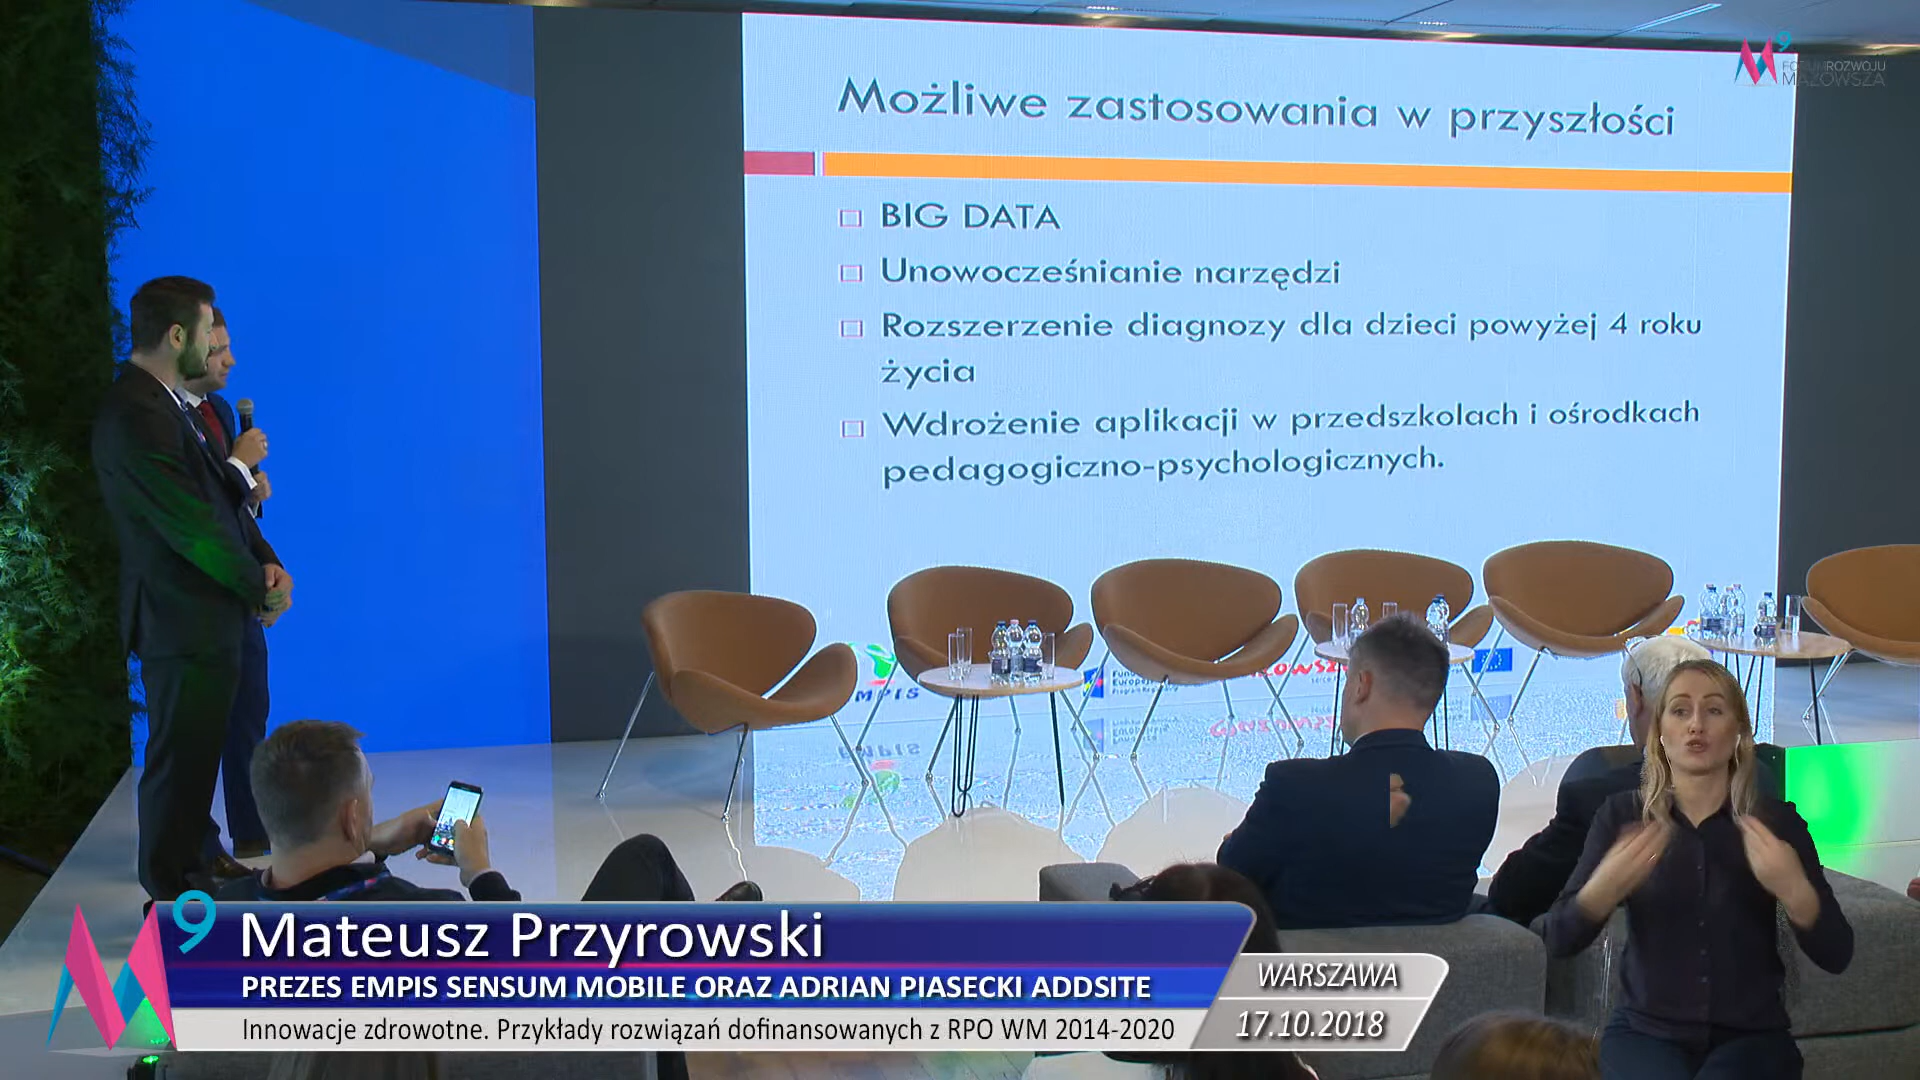 Możliwe zastosowania w przyszłości
BIG DATA
Unowocześnianie narzędzi
Rozszerzenie diagnozy dla dzieci powyżej 4 roku
życia
Wdrożenie aplikacji w przedszkolach i ośrodkach
pedagogiczno-psychologicznych.
M9
FORUM ROZWOJU
MAZOWSZA
M9
Mateusz Przyrowski
PREZES EMPIS SENSUM MOBILE ORAZ ADRIAN PIASECKI ADDSITE
Innowacje zdrowotne. Przykłady rozwiązań dofinansowanych z RPO WM 2014-2020
WARSZAWA
17.10.2018